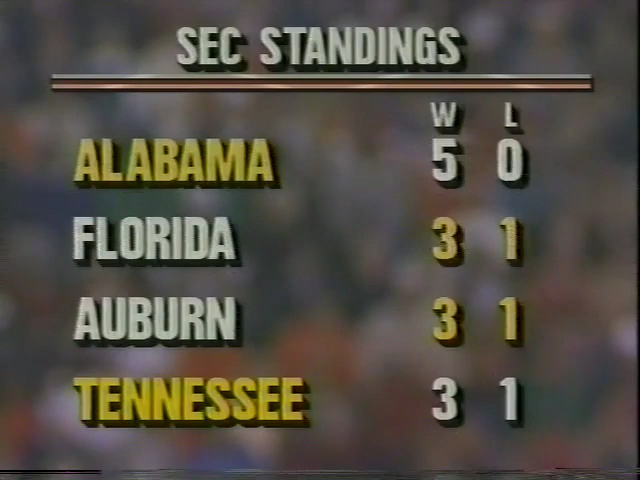 SEC STANDINGS
W L
ALABAMA 5 0
FLORIDA 3 1
AUBURN 3 1
TENNESSEE 3 1